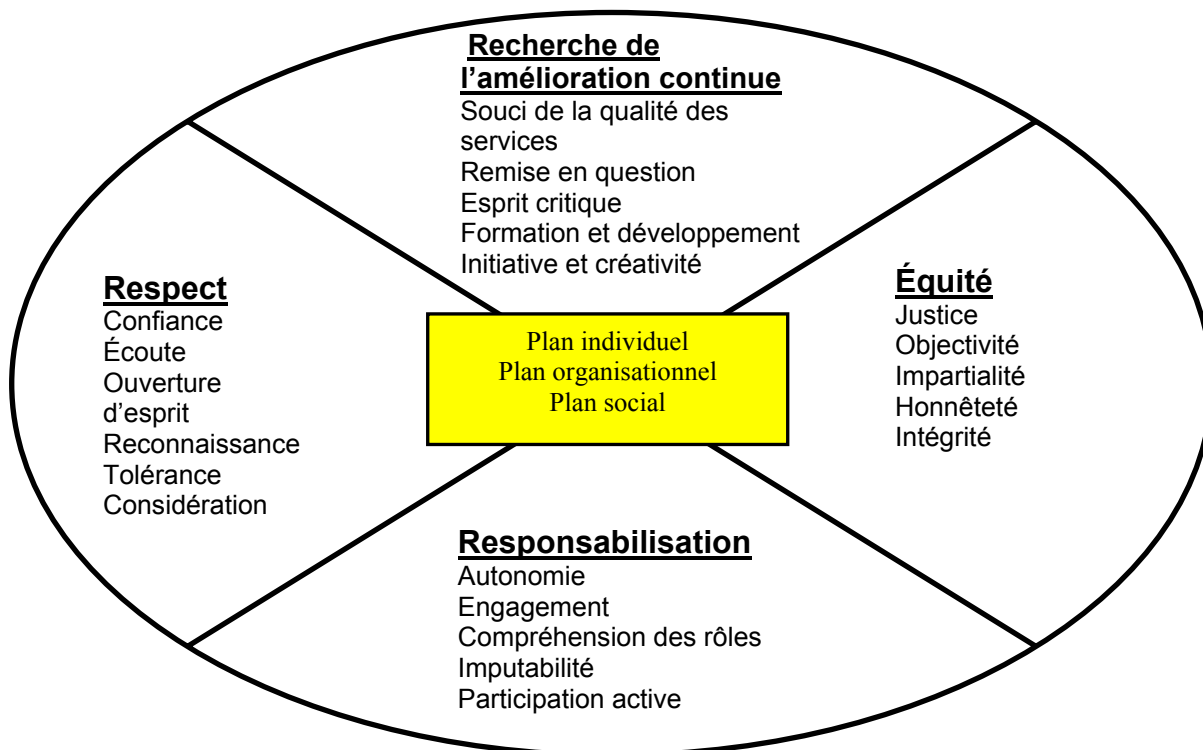 Recherche de
l'amélioration continue
Souci de la qualité des
services
Remise en question
Esprit critique
Formation et développement
Initiative et créativité
Respect
Confiance
Écoute
Ouverture
d'esprit
Reconnaissance
Tolérance
Considération
Plan individuel
Plan organisationnel
Plan social
Équité
Justice
Objectivité
Impartialité
Honnêteté
Intégrité
Responsabilisation
Autonomie
Engagement
Compréhension des rôles
Imputabilité
Participation active